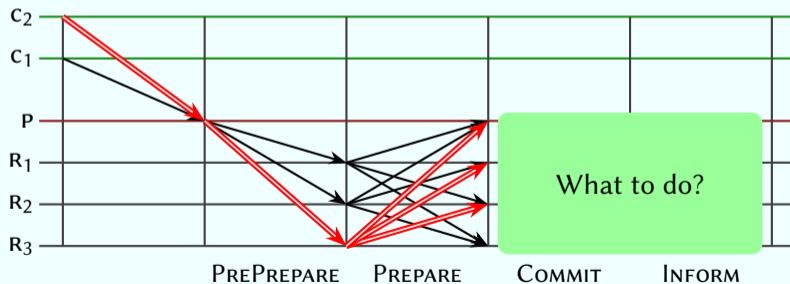 C₂
C₁
P
R₁
What to do?
R₂
R₃
PREPREPARE PREPARE COMMIT INFORM